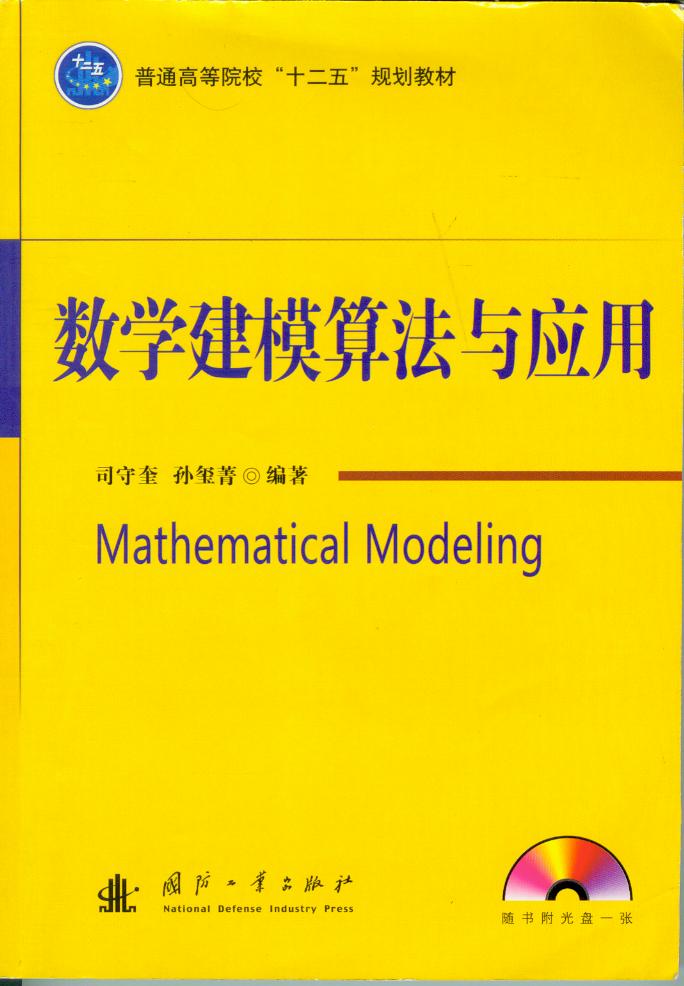 十二五
普通高等院校“十二五”规划教材
数学建模算法与应用
司守奎 孙玺菁◎编著
Mathematical Modeling
国防工业出版社
National Defense Industry Press
随书附光盘一张